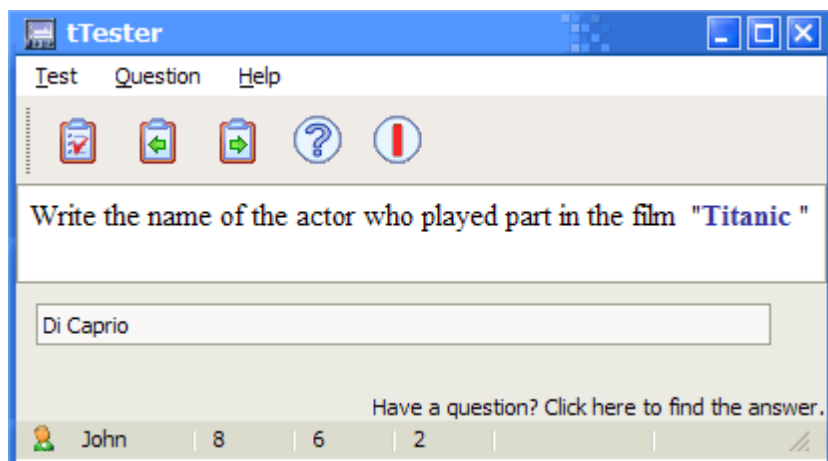 tTester
Test Question Help
Write the name of the actor who played part in the film "Titanic "
Di Caprio
Have a question? Click here to find the answer.
John 8 6 2